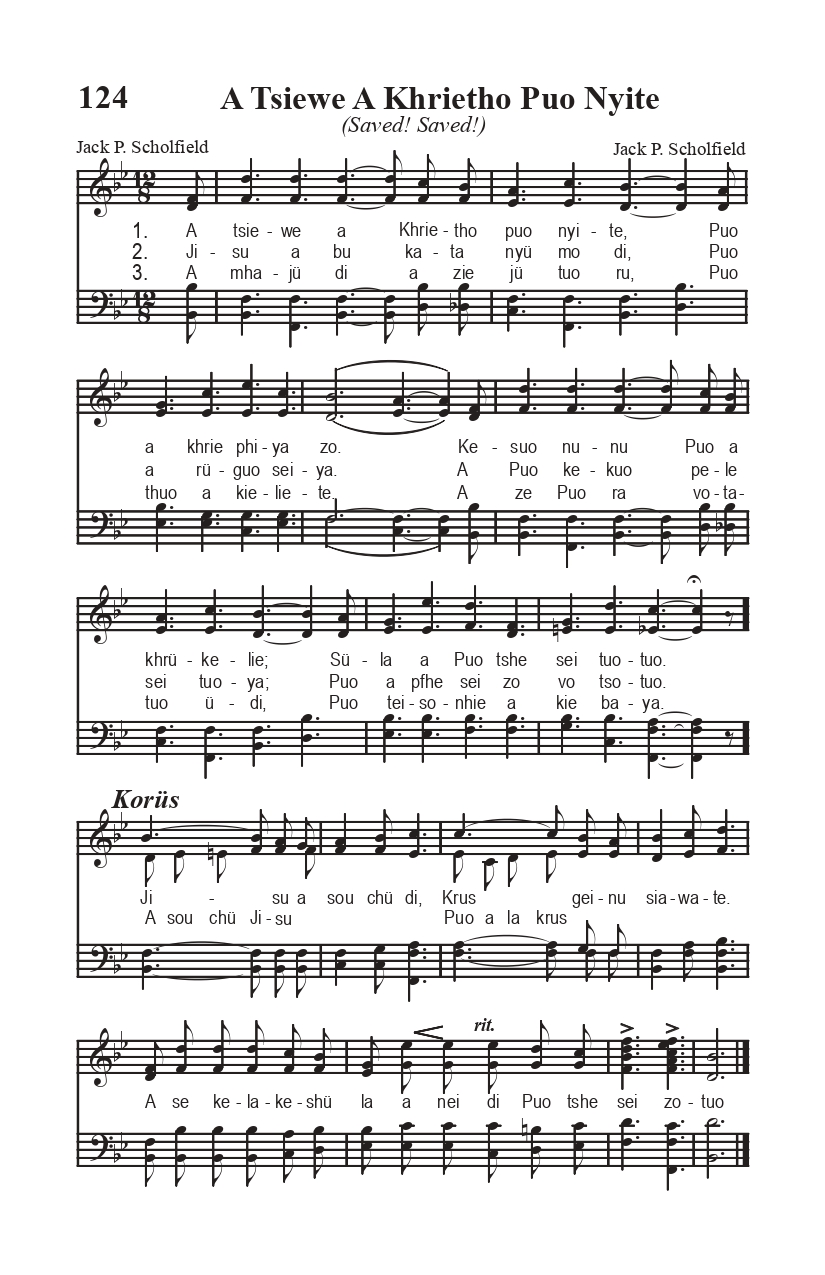 124 A Tsiewe A Khrietho Puo Nyite
(Saved! Saved!)
Jack P. Scholfield Jack P. Scholfield
1. A tsie - we a Khrie - tho puo nyi - te, Puo
2. Ji - su a bu ka - ta nyü mo di, Puo
3. A mha - jü di a zie jü tuo ru, Puo
a khrie phi - ya zo. Ke - suo nu - nu Puo a
a rü - guo sei - ya. A Puo ke - kuo pe - le
thuo a kie - lie - te. A ze Puo ra vo - ta-
khrü - ke - lie; Sü - la a Puo tshe sei tuo - tuo.
sei tuo - ya; Puo a pfhe sei zo vo tso - tuo.
tuo ü - di, Puo tei - so - nhie a kie ba - ya.
Korüs
Ji - su a sou chü di, Krus gei - nu sia - wa - te.
A sou chü Ji - su Puo a la krus
rit.
A se ke - la - ke - shü la a nei di Puo tshe sei zo - tuo